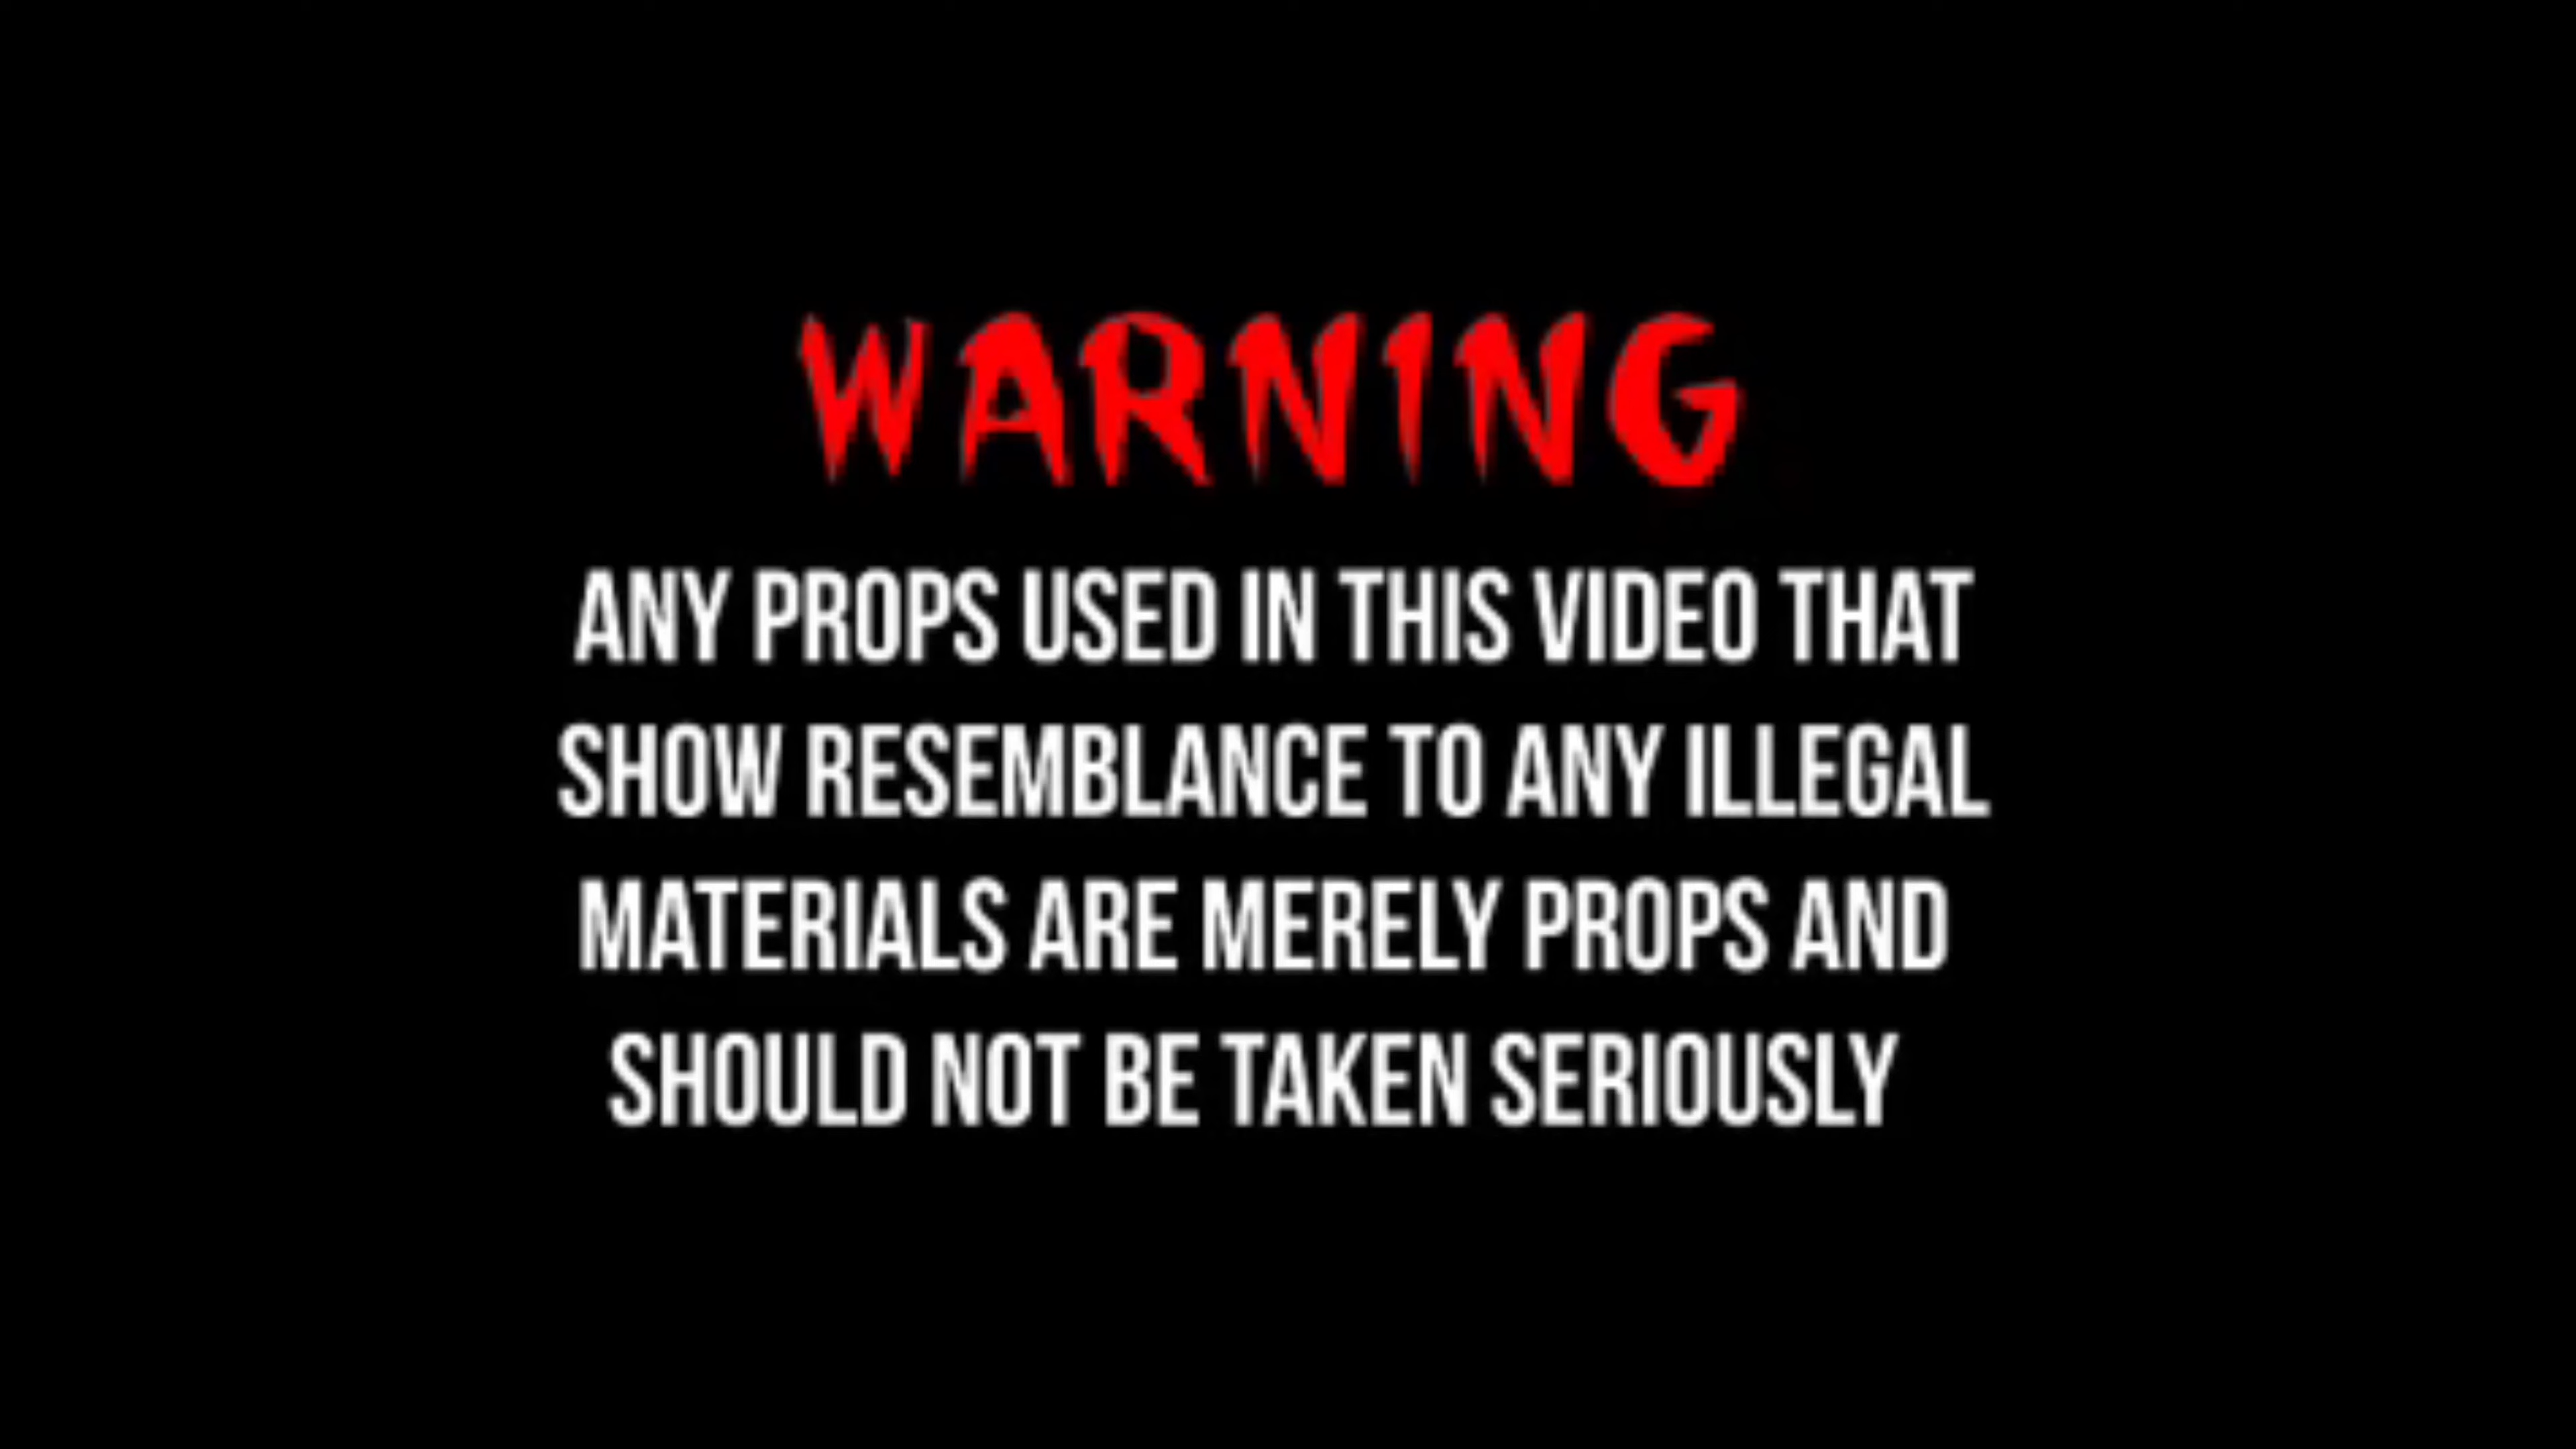 WARNING
ANY PROPS USED IN THIS VIDEO THAT
SHOW RESEMBLANCE TO ANY ILLEGAL
MATERIALS ARE MERELY PROPS AND
SHOULD NOT BE TAKEN SERIOUSLY